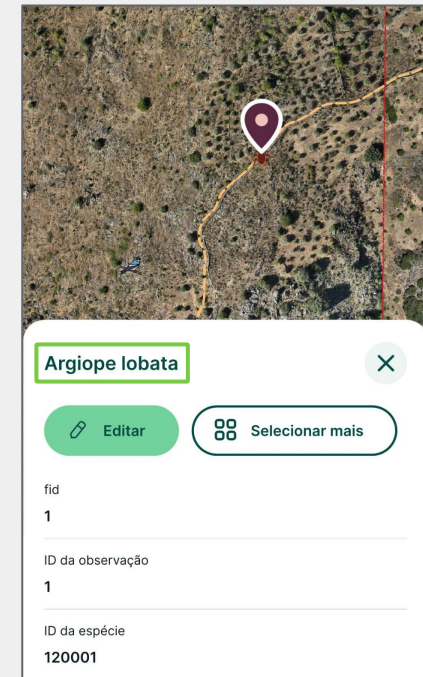 Argiope lobata
Editar
Selecionar mais
fid
1
ID da observação
1
ID da espécie
120001